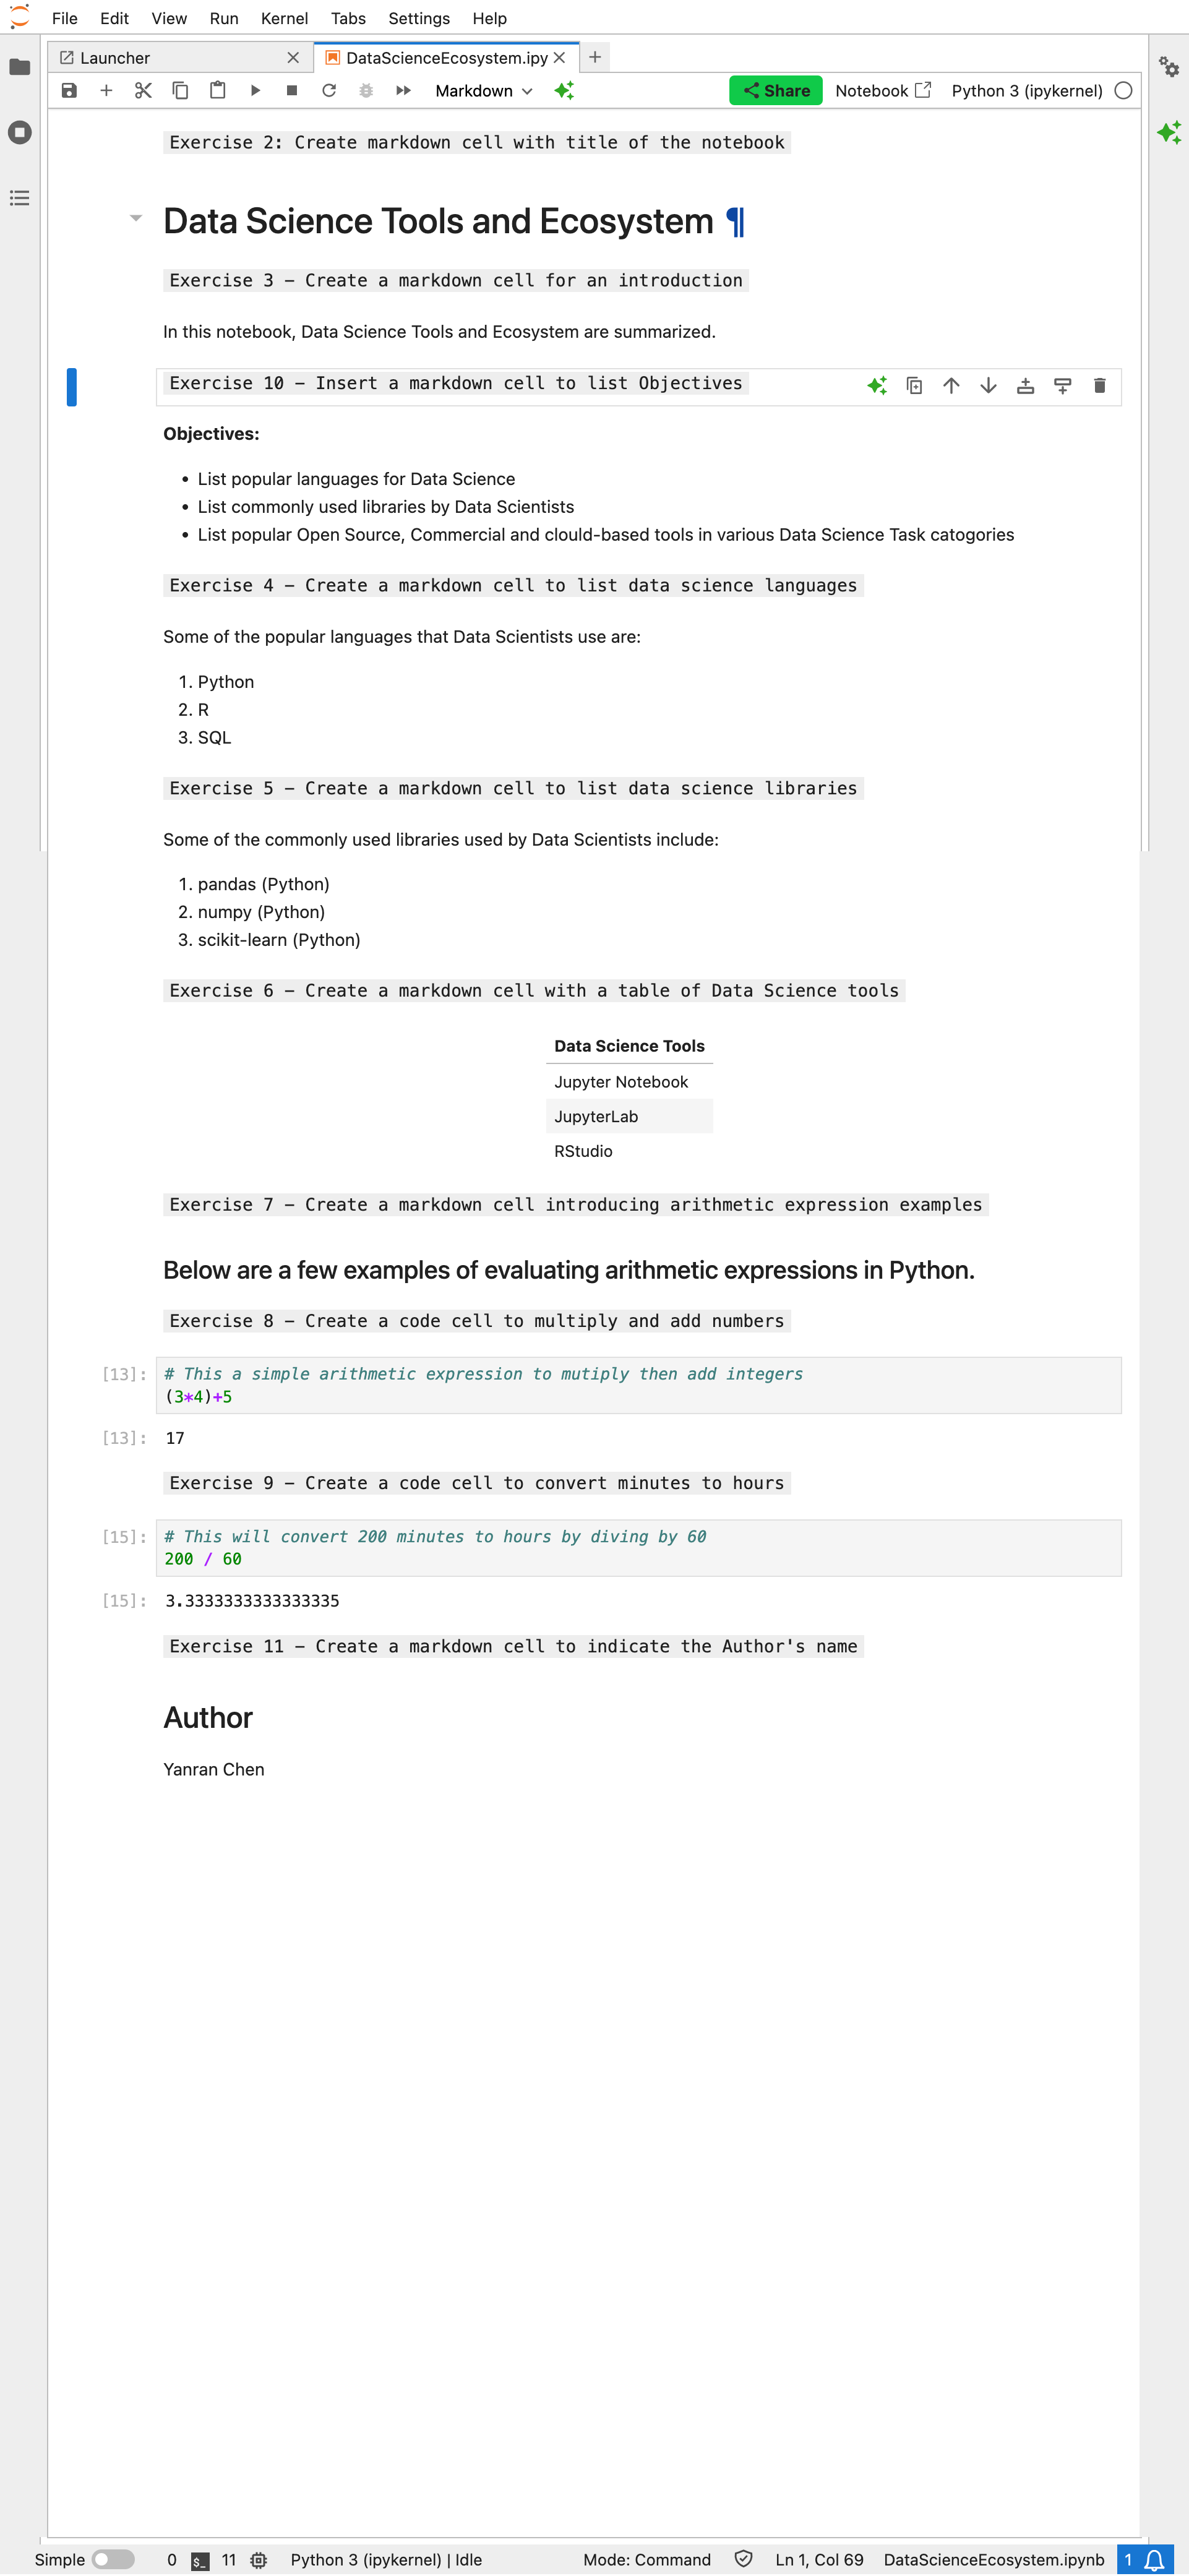 File Edit View Run Kernel Tabs Settings Help
Launcher
DataScienceEcosystem.ipy
Markdown
Share
Notebook
Python 3 (ipykernel)
Exercise 2: Create markdown cell with title of the notebook
Data Science Tools and Ecosystem ¶
Exercise 3 – Create a markdown cell for an introduction
In this notebook, Data Science Tools and Ecosystem are summarized.
Exercise 10 – Insert a markdown cell to list Objectives
Objectives:
• List popular languages for Data Science
• List commonly used libraries by Data Scientists
• List popular Open Source, Commercial and clould-based tools in various Data Science Task catogories
Exercise 4 – Create a markdown cell to list data science languages
Some of the popular languages that Data Scientists use are:
1. Python
2. R
3. SQL
Exercise 5 – Create a markdown cell to list data science libraries
Some of the commonly used libraries used by Data Scientists include:
1. pandas (Python)
2. numpy (Python)
3. scikit-learn (Python)
Exercise 6 – Create a markdown cell with a table of Data Science tools
Data Science Tools
Jupyter Notebook
JupyterLab
RStudio
Exercise 7 – Create a markdown cell introducing arithmetic expression examples
Below are a few examples of evaluating arithmetic expressions in Python.
Exercise 8 – Create a code cell to multiply and add numbers
[13]: # This a simple arithmetic expression to mutiply then add integers
(3*4)+5
[13]: 17
Exercise 9 – Create a code cell to convert minutes to hours
[15]: # This will convert 200 minutes to hours by diving by 60
200 / 60
[15]: 3.3333333333333335
Exercise 11 – Create a markdown cell to indicate the Author's name
Author
Yanran Chen
Simple 0 $_ 11 Python 3 (ipykernel) | Idle Mode: Command Ln 1, Col 69 DataScienceEcosystem.ipynb 1